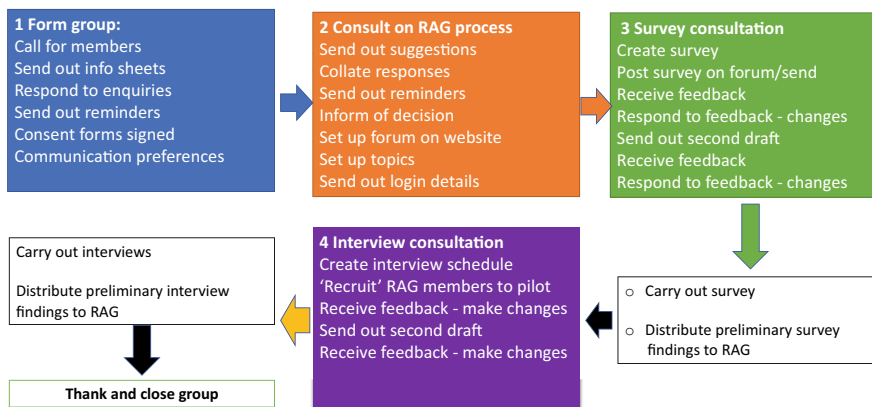 1 Form group:
Call for members
Send out info sheets
Respond to enquiries
Send out reminders
Consent forms signed
Communication preferences
2 Consult on RAG process
Send out suggestions
Collate responses
Send out reminders
Inform of decision
Set up forum on website
Set up topics
Send out login details
3 Survey consultation
Create survey
Post survey on forum/send
Receive feedback
Respond to feedback - changes
Send out second draft
Receive feedback
Respond to feedback - changes
○ Carry out survey
○ Distribute preliminary survey
findings to RAG
4 Interview consultation
Create interview schedule
‘Recruit’ RAG members to pilot
Receive feedback - make changes
Send out second draft
Receive feedback - make changes
Carry out interviews
Distribute preliminary interview
findings to RAG
Thank and close group